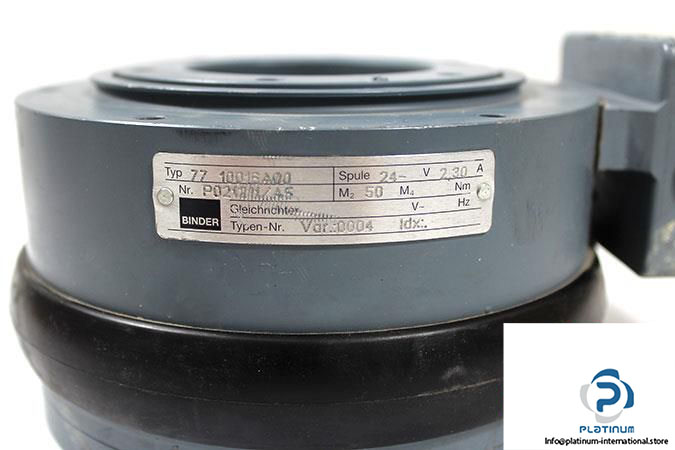 Typ 77 10016A00 Spule 24- V 2,30 A
Nr. M₂ 50 M₄ Nm
BINDER
Gleichrichter V~ Hz
Typen-Nr. Var.:0004 Idx:.
PLATINUM
Info@platinum-international.store